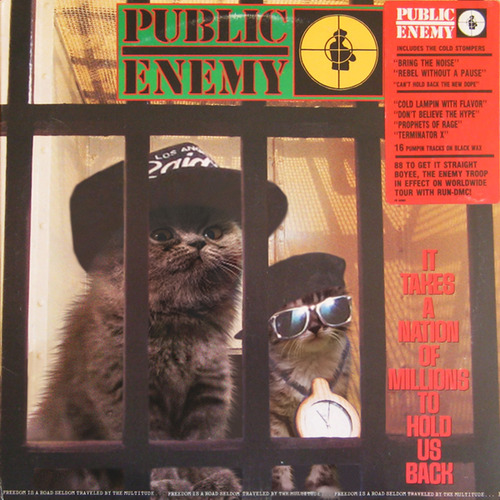 PUBLIC
ENEMY
PUBLIC
ENEMY
INCLUDES THE COLD STOMPERS
"BRING THE NOISE"
"REBEL WITHOUT A PAUSE"
"CAN'T HOLD BACK THE NEW DOPE"
"COLD LAMPIN WITH FLAVOR"
"DON'T BELIEVE THE HYPE"
"PROPHETS OF RAGE"
"TERMINATOR X"
16 PUMPIN TRACKS ON BLACK WAX
88 TO GET IT STRAIGHT
BOYEE, THE ENEMY TROOP
IN EFFECT ON WORLDWIDE
TOUR WITH RUN-DMC!
LOS AN
Raid
IT
TAKES
A
NATION
OF
MILLIONS
TO
HOLD
US
BACK
FREEDOM IS A ROAD SELDOM TRAVELED BY THE MULTITUDE FREEDOM IS A ROAD SELDOM TRAVELED BY THE MULTITUDE FREEDOM IS A ROAD SELDOM TRAVELED BY THE MULTITUDE